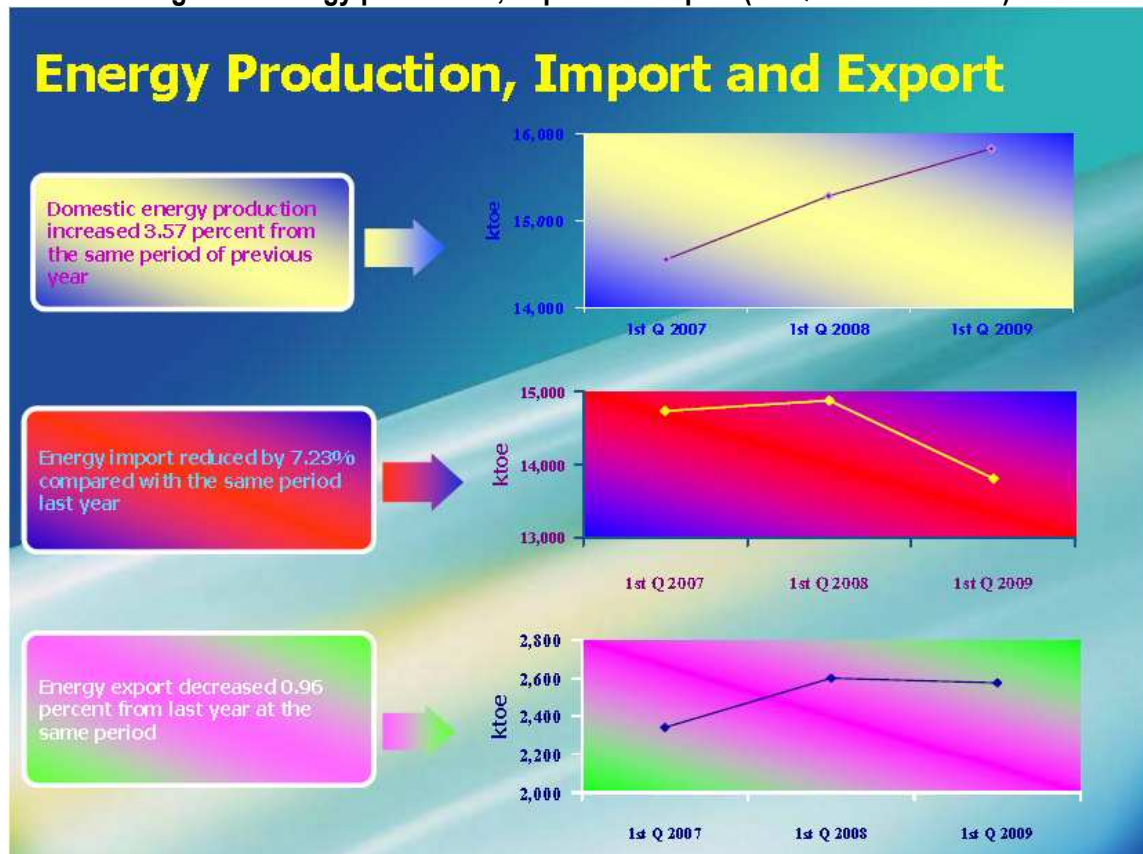 Energy Production, Import and Export
Domestic energy production
increased 3.57 percent from
the same period of previous
year
16,000
15,000
14,000
ktoe
1st Q 2007
1st Q 2008
1st Q 2009
Energy import reduced by 7.23%
compared with the same period
last year
15,000
14,000
13,000
ktoe
1st Q 2007
1st Q 2008
1st Q 2009
Energy export decreased 0.96
percent from last year at the
same period
2,800
2,600
2,400
2,200
2,000
ktoe
1st Q 2007
1st Q 2008
1st Q 2009